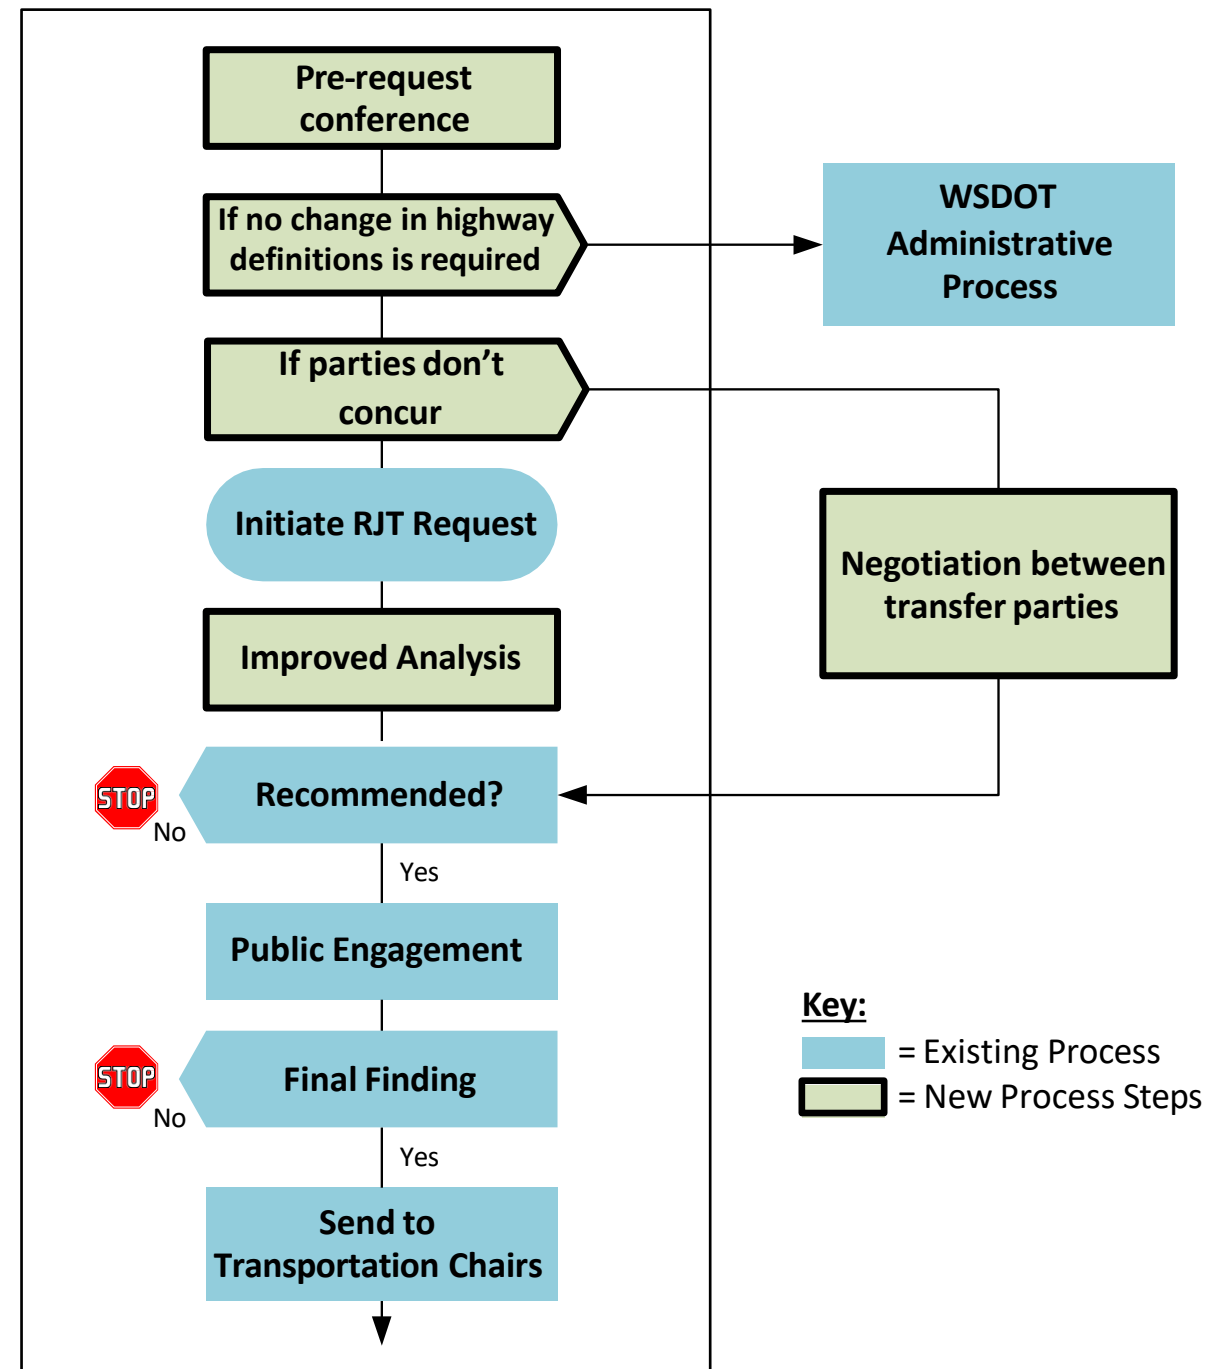 Pre-request
conference
If no change in highway
definitions is required
WSDOT
Administrative
Process
If parties don’t
concur
Initiate RJT Request
Negotiation between
transfer parties
Improved Analysis
Recommended?
STOP
No
Yes
Public Engagement
Final Finding
STOP
No
Yes
Send to
Transportation Chairs
Key:
= Existing Process
= New Process Steps